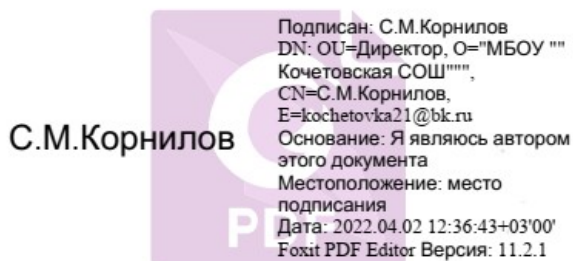 С.М.Корнилов
Подписан: С.М.Корнилов
DN: OU=Директор, O="МБОУ ""
Кочетовская СОШ""",
CN=С.М.Корнилов,
E=kochetovka21@bk.ru
Основание: Я являюсь автором
этого документа
Местоположение: место
подписания
Дата: 2022.04.02 12:36:43+03'00'
Foxit PDF Editor Версия: 11.2.1
PDF